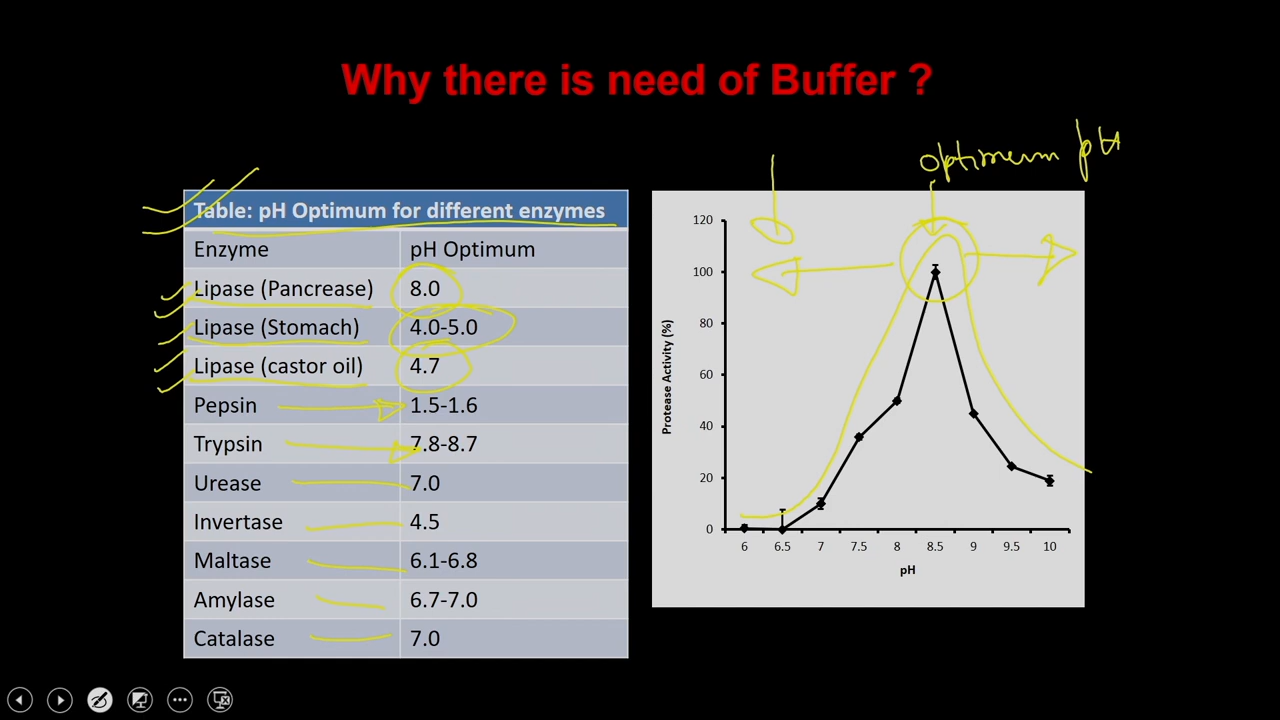 Why there is need of Buffer ?
optimum pH
Table: pH Optimum for different enzymes
Enzyme pH Optimum
Lipase (Pancrease) 8.0
Lipase (Stomach) 4.0-5.0
Lipase (castor oil) 4.7
Pepsin 1.5-1.6
Trypsin 7.8-8.7
Urease 7.0
Invertase 4.5
Maltase 6.1-6.8
Amylase 6.7-7.0
Catalase 7.0
Protease Activity (%)
120
100
80
60
40
20
0
6 6.5 7 7.5 8 8.5 9 9.5 10
pH